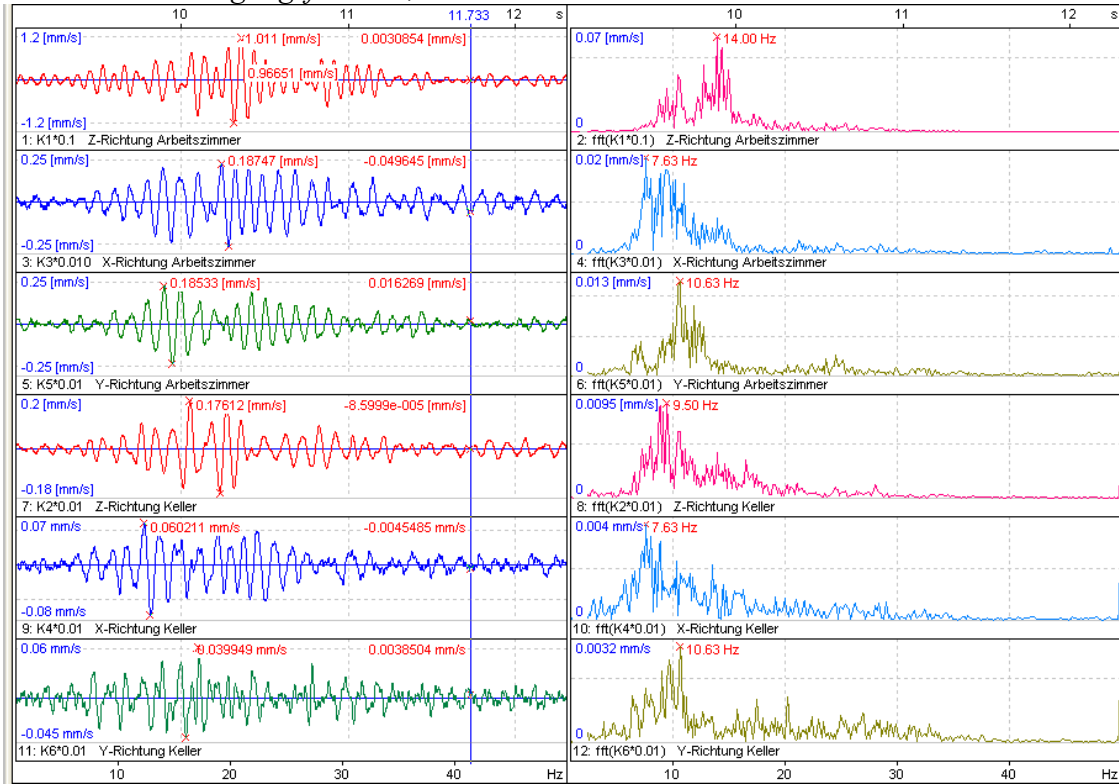 10 11 11.733 12 s 10 11 12 s
1.2 [mm/s] 1.011 [mm/s] 0.0030854
0.96651 [mm/s]
-1.2 [mm/s]
1: K1*0.1 Z-Richtung Arbeitszimmer
0.07 [mm/s] 14.00 Hz
0
2: fft(K1*0.1) Z-Richtung Arbeitszimmer
0.25 [mm/s] 0.18747 [mm/s] -0.049645 [mm/s]
-0.25 [mm/s]
3: K3*0.010 X-Richtung Arbeitszimmer
0.02 [mm/s] 7.63 Hz
0
4: fft(K3*0.01) X-Richtung Arbeitszimmer
0.25 [mm/s] 0.18533 [mm/s] 0.016269 [mm/s]
-0.25 [mm/s]
5: K5*0.01 Y-Richtung Arbeitszimmer
0.013 [mm/s] 10.63 Hz
0
6: fft(K5*0.01) Y-Richtung Arbeitszimmer
0.2 [mm/s] 0.17612 [mm/s] -8.5999e-005 [mm/s]
-0.18 [mm/s]
7: K2*0.01 Z-Richtung Keller
0.0095 [mm/s] 9.50 Hz
0
8: fft(K2*0.01) Z-Richtung Keller
0.07 mm/s 0.060211 mm/s -0.0045485 mm/s
-0.08 mm/s
9: K4*0.01 X-Richtung Keller
0.004 mm/s 7.63 Hz
0
10: fft(K4*0.01) X-Richtung Keller
0.06 mm/s 0.039949 mm/s 0.0038504 mm/s
-0.045 mm/s
11: K6*0.01 Y-Richtung Keller
0.0032 mm/s 10.63 Hz
0
12: fft(K6*0.01) Y-Richtung Keller
10 20 30 40 Hz 10 20 30 40 Hz